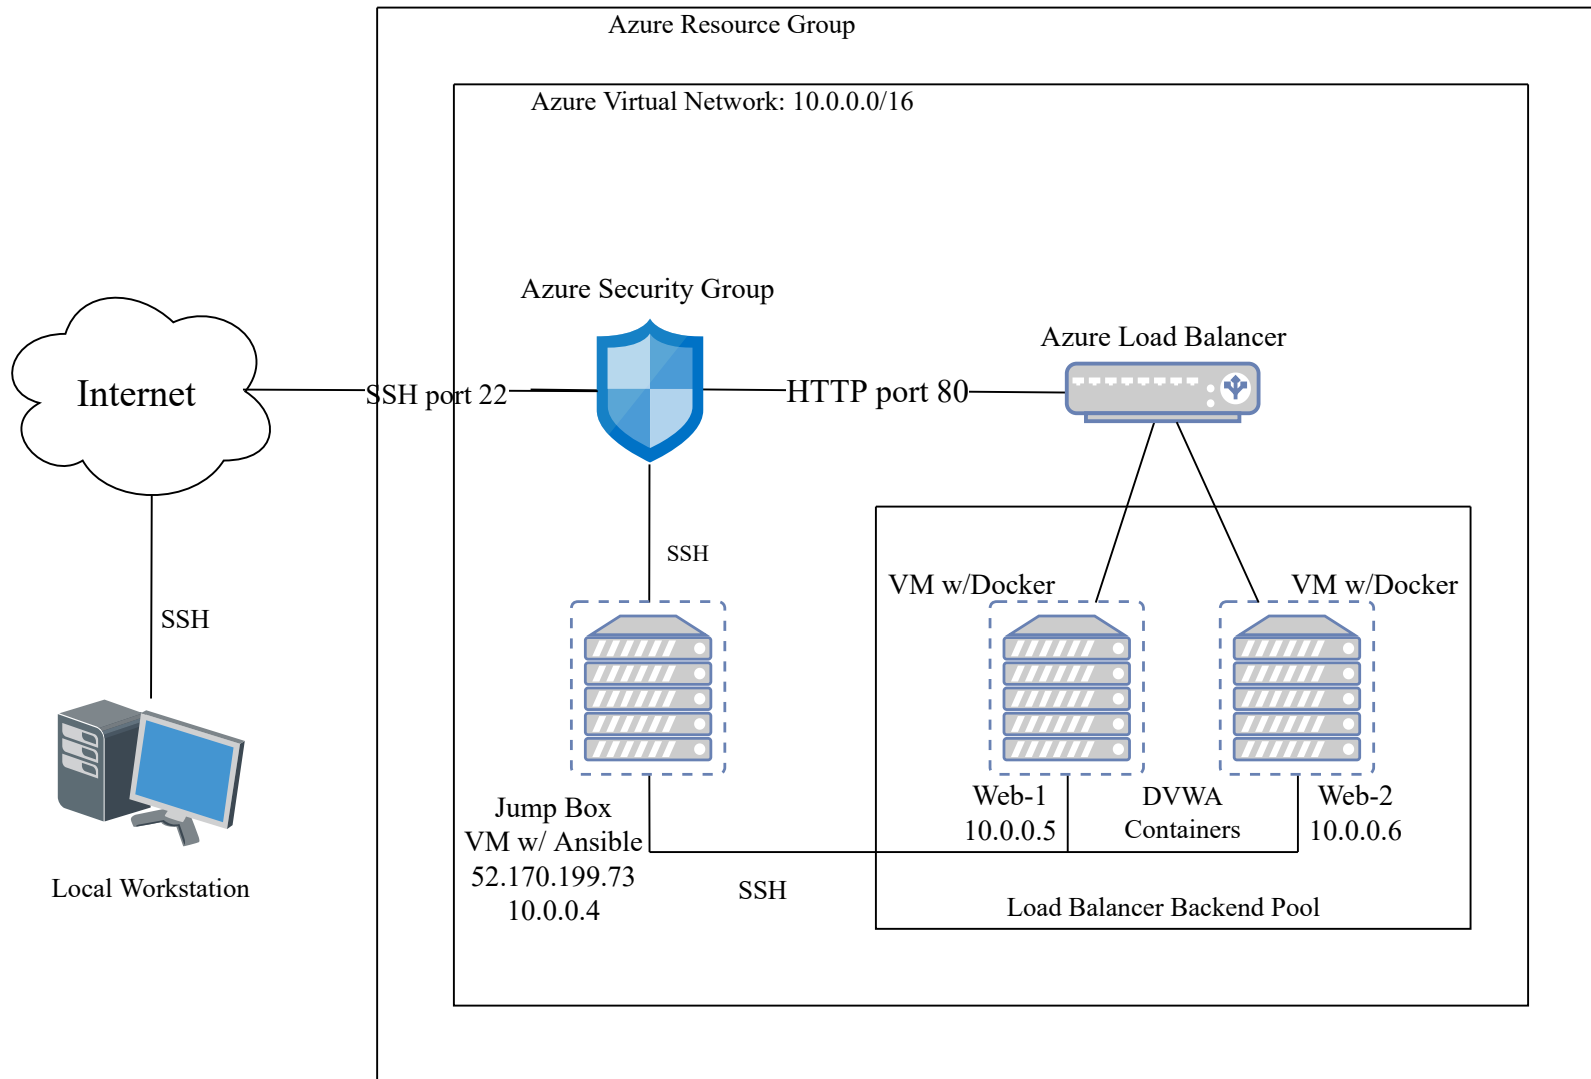 Azure Resource Group
Azure Virtual Network: 10.0.0.0/16
Azure Security Group
Azure Load Balancer
Internet
SSH port 22
HTTP port 80
SSH
VM w/Docker
VM w/Docker
SSH
Jump Box
VM w/ Ansible
52.170.199.73
10.0.0.4
Web-1
10.0.0.5
DVWA
Containers
Web-2
10.0.0.6
Local Workstation
SSH
Load Balancer Backend Pool